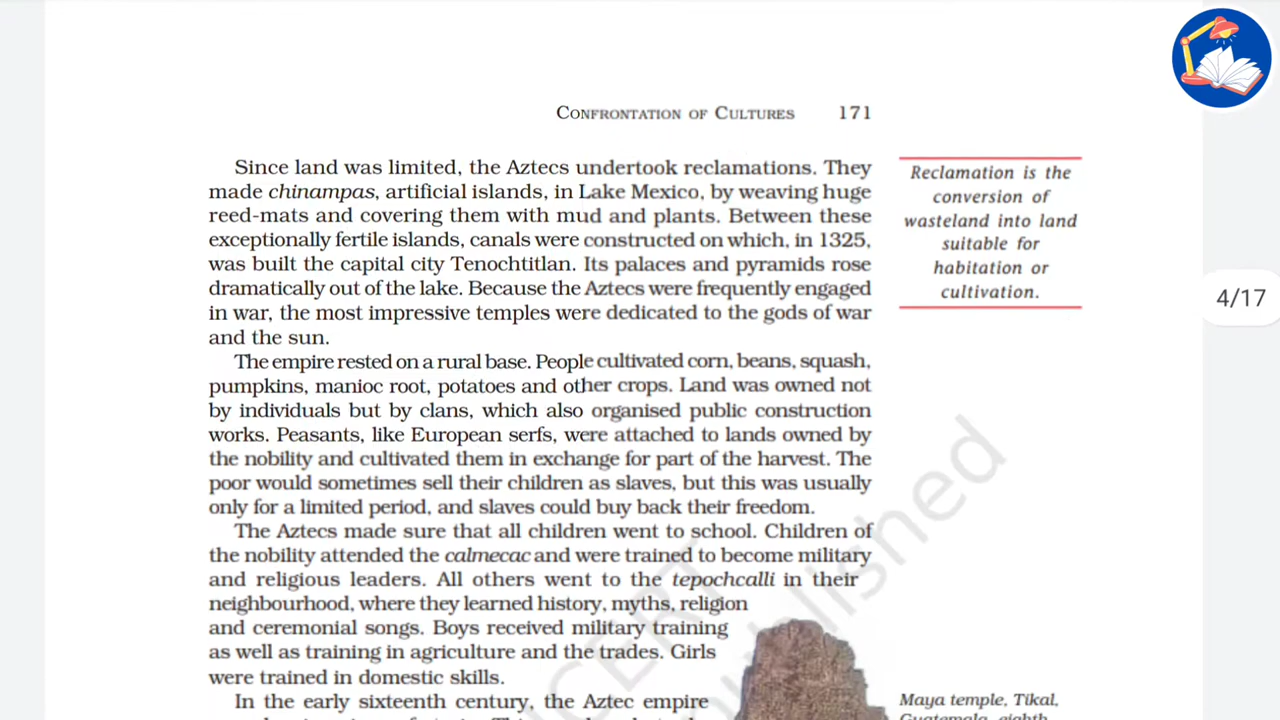 CONFRONTATION OF CULTURES 171
Since land was limited, the Aztecs undertook reclamations. They
made chinampas, artificial islands, in Lake Mexico, by weaving huge
reed-mats and covering them with mud and plants. Between these
exceptionally fertile islands, canals were constructed on which, in 1325,
was built the capital city Tenochtitlan. Its palaces and pyramids rose
dramatically out of the lake. Because the Aztecs were frequently engaged
in war, the most impressive temples were dedicated to the gods of war
and the sun.
The empire rested on a rural base. People cultivated corn, beans, squash,
pumpkins, manioc root, potatoes and other crops. Land was owned not
by individuals but by clans, which also organised public construction
works. Peasants, like European serfs, were attached to lands owned by
the nobility and cultivated them in exchange for part of the harvest. The
poor would sometimes sell their children as slaves, but this was usually
only for a limited period, and slaves could buy back their freedom.
The Aztecs made sure that all children went to school. Children of
the nobility attended the calmecac and were trained to become military
and religious leaders. All others went to the tepochcalli in their
neighbourhood, where they learned history, myths, religion
and ceremonial songs. Boys received military training
as well as training in agriculture and the trades. Girls
were trained in domestic skills.
In the early sixteenth century, the Aztec empire
Reclamation is the
conversion of
wasteland into land
suitable for
habitation or
cultivation.
4/17
Maya temple, Tikal,
Guatemala, eighth